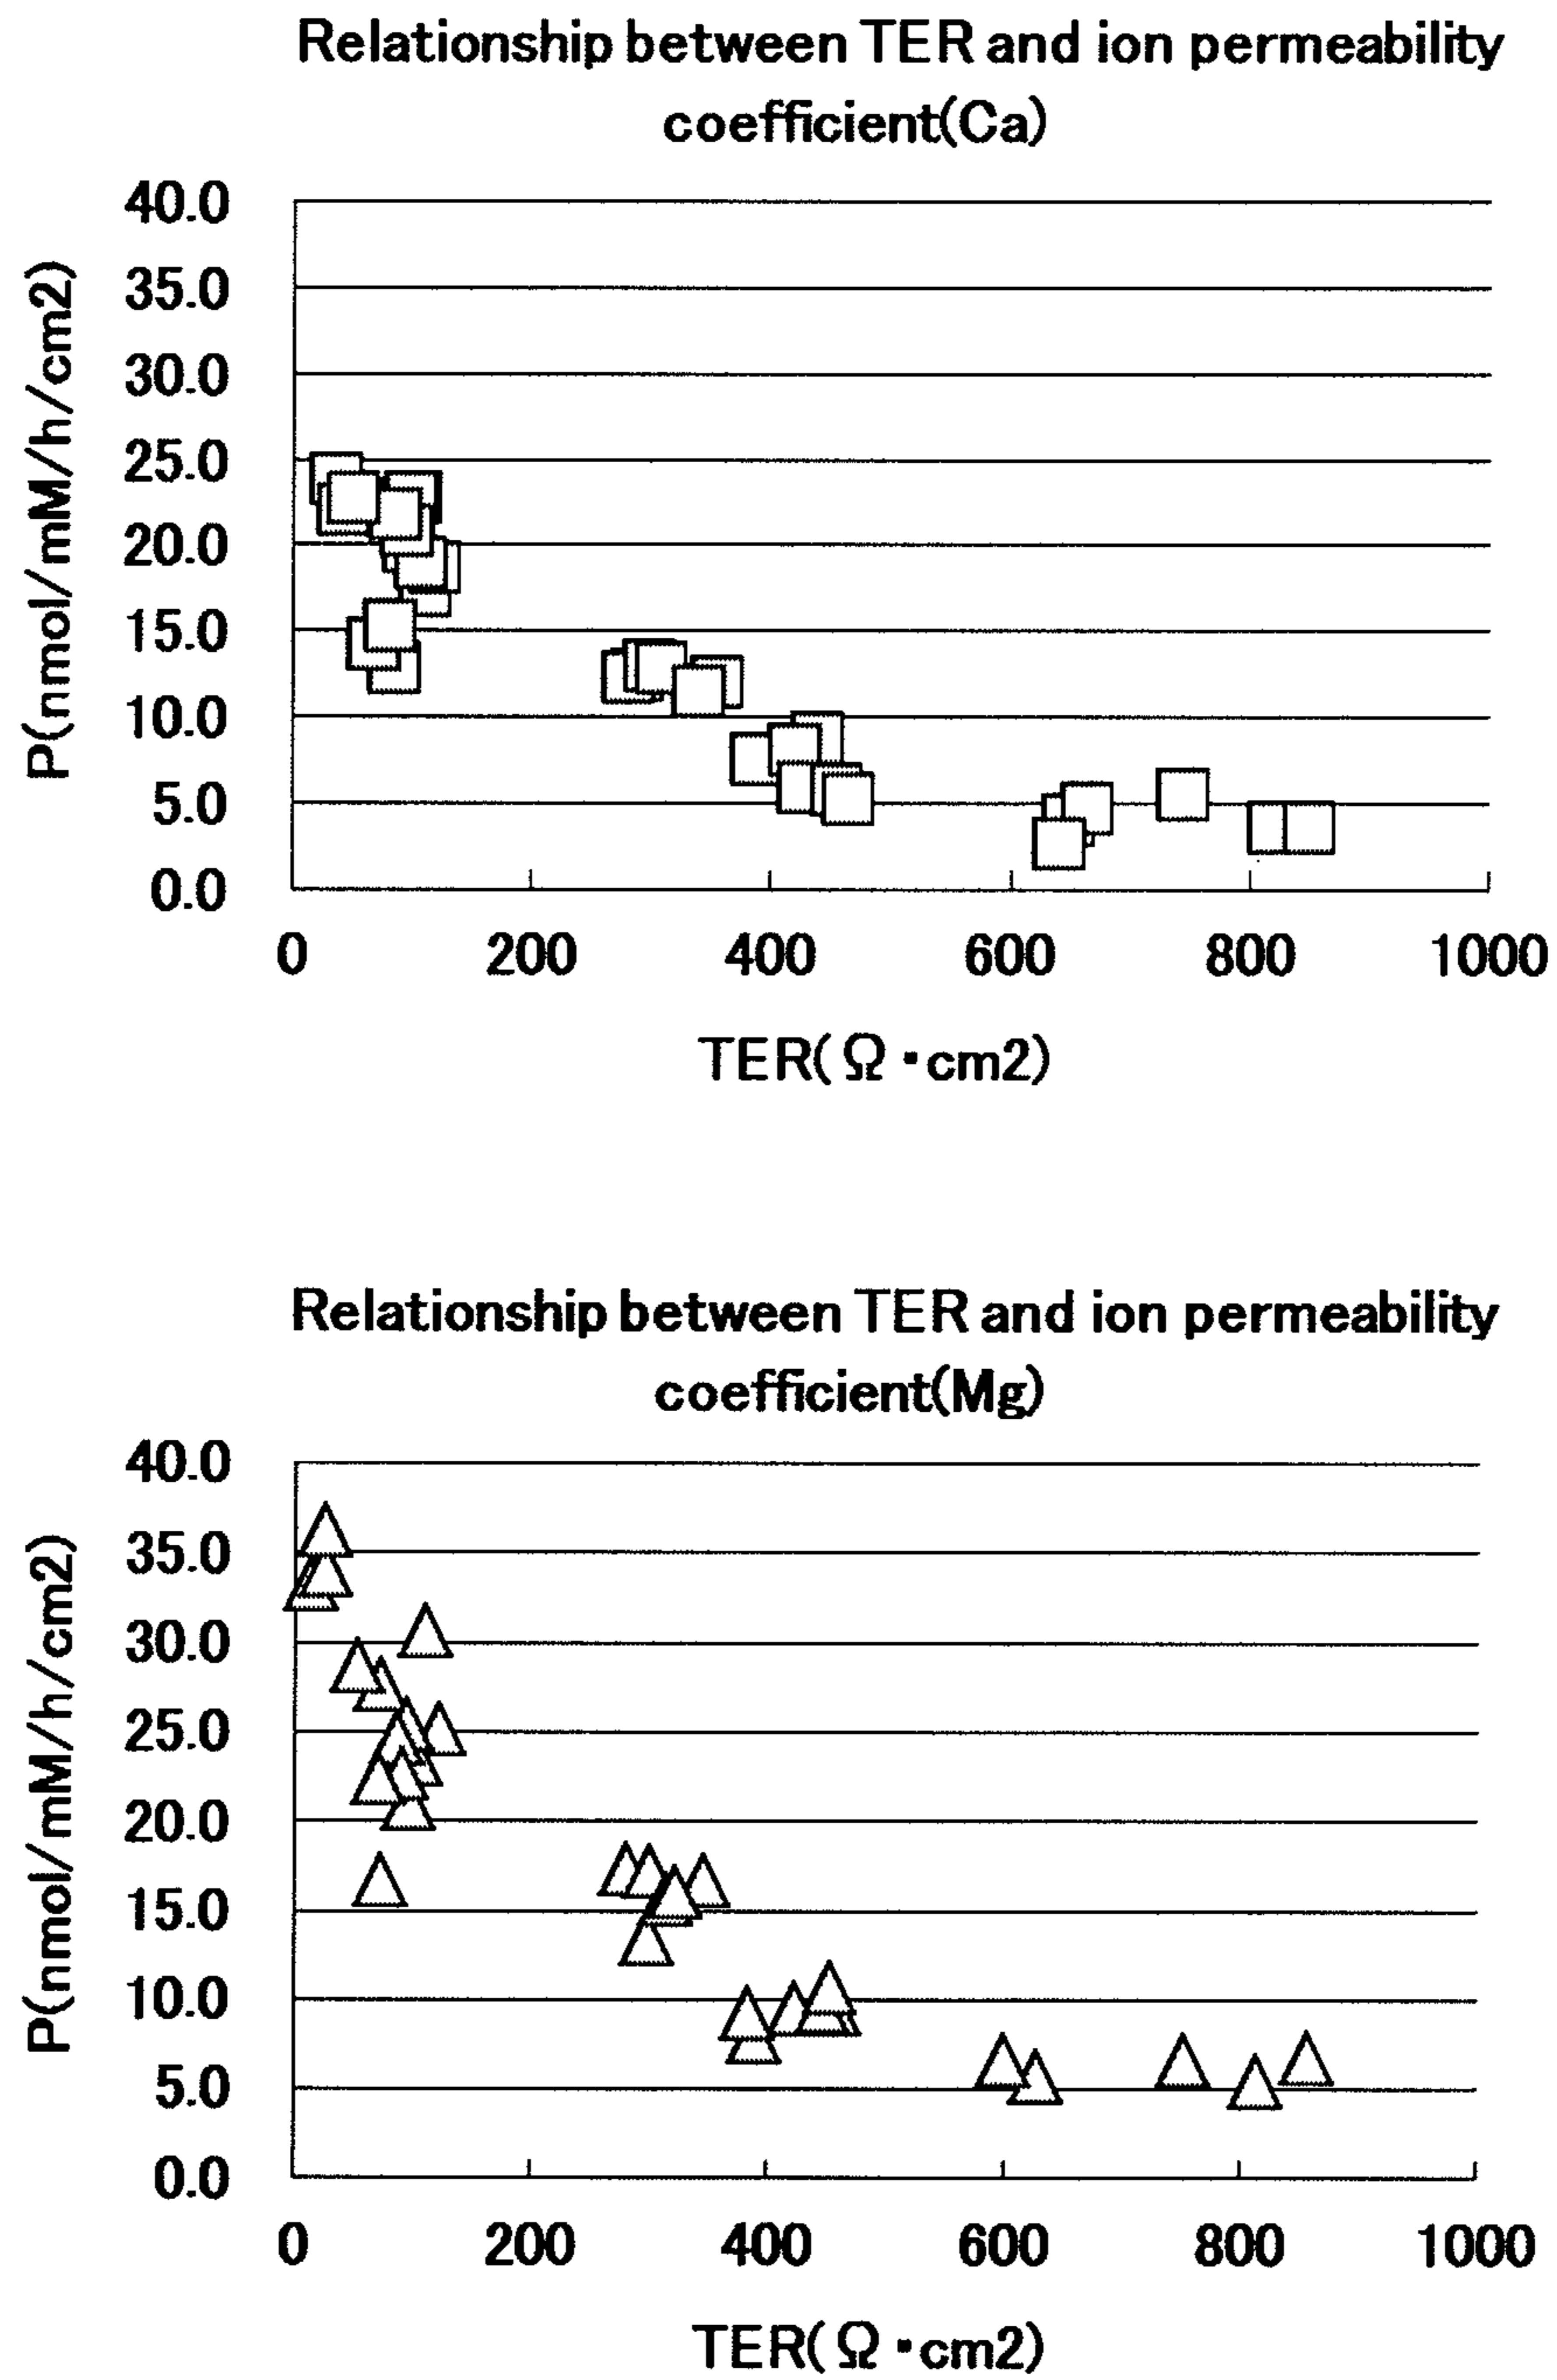 Relationship between TER and ion permeability
coefficient(Ca)
P(nmol/mM/h/cm2)
40.0
35.0
30.0
25.0
20.0
15.0
10.0
5.0
0.0
0 200 400 600 800 1000
TER(Ω・cm2)
Relationship between TER and ion permeability
coefficient(Mg)
P(nmol/mM/h/cm2)
40.0
35.0
30.0
25.0
20.0
15.0
10.0
5.0
0.0
0 200 400 600 800 1000
TER(Ω・cm2)